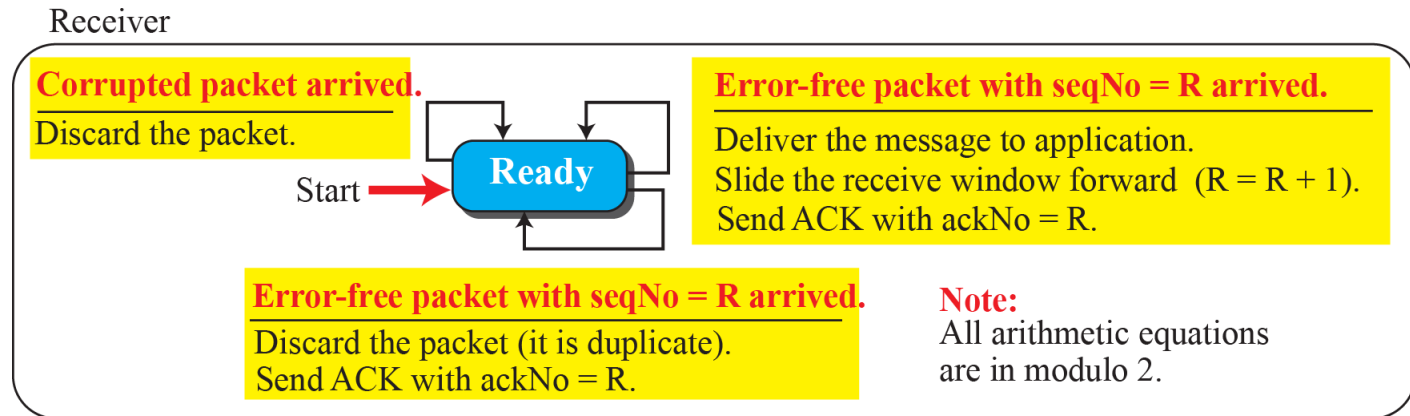 Receiver
Corrupted packet arrived.
Discard the packet.
Error-free packet with seqNo = R arrived.
Deliver the message to application.
Slide the receive window forward (R = R + 1).
Send ACK with ackNo = R.
Ready
Start
Error-free packet with seqNo = R arrived.
Discard the packet (it is duplicate).
Send ACK with ackNo = R.
Note:
All arithmetic equations
are in modulo 2.